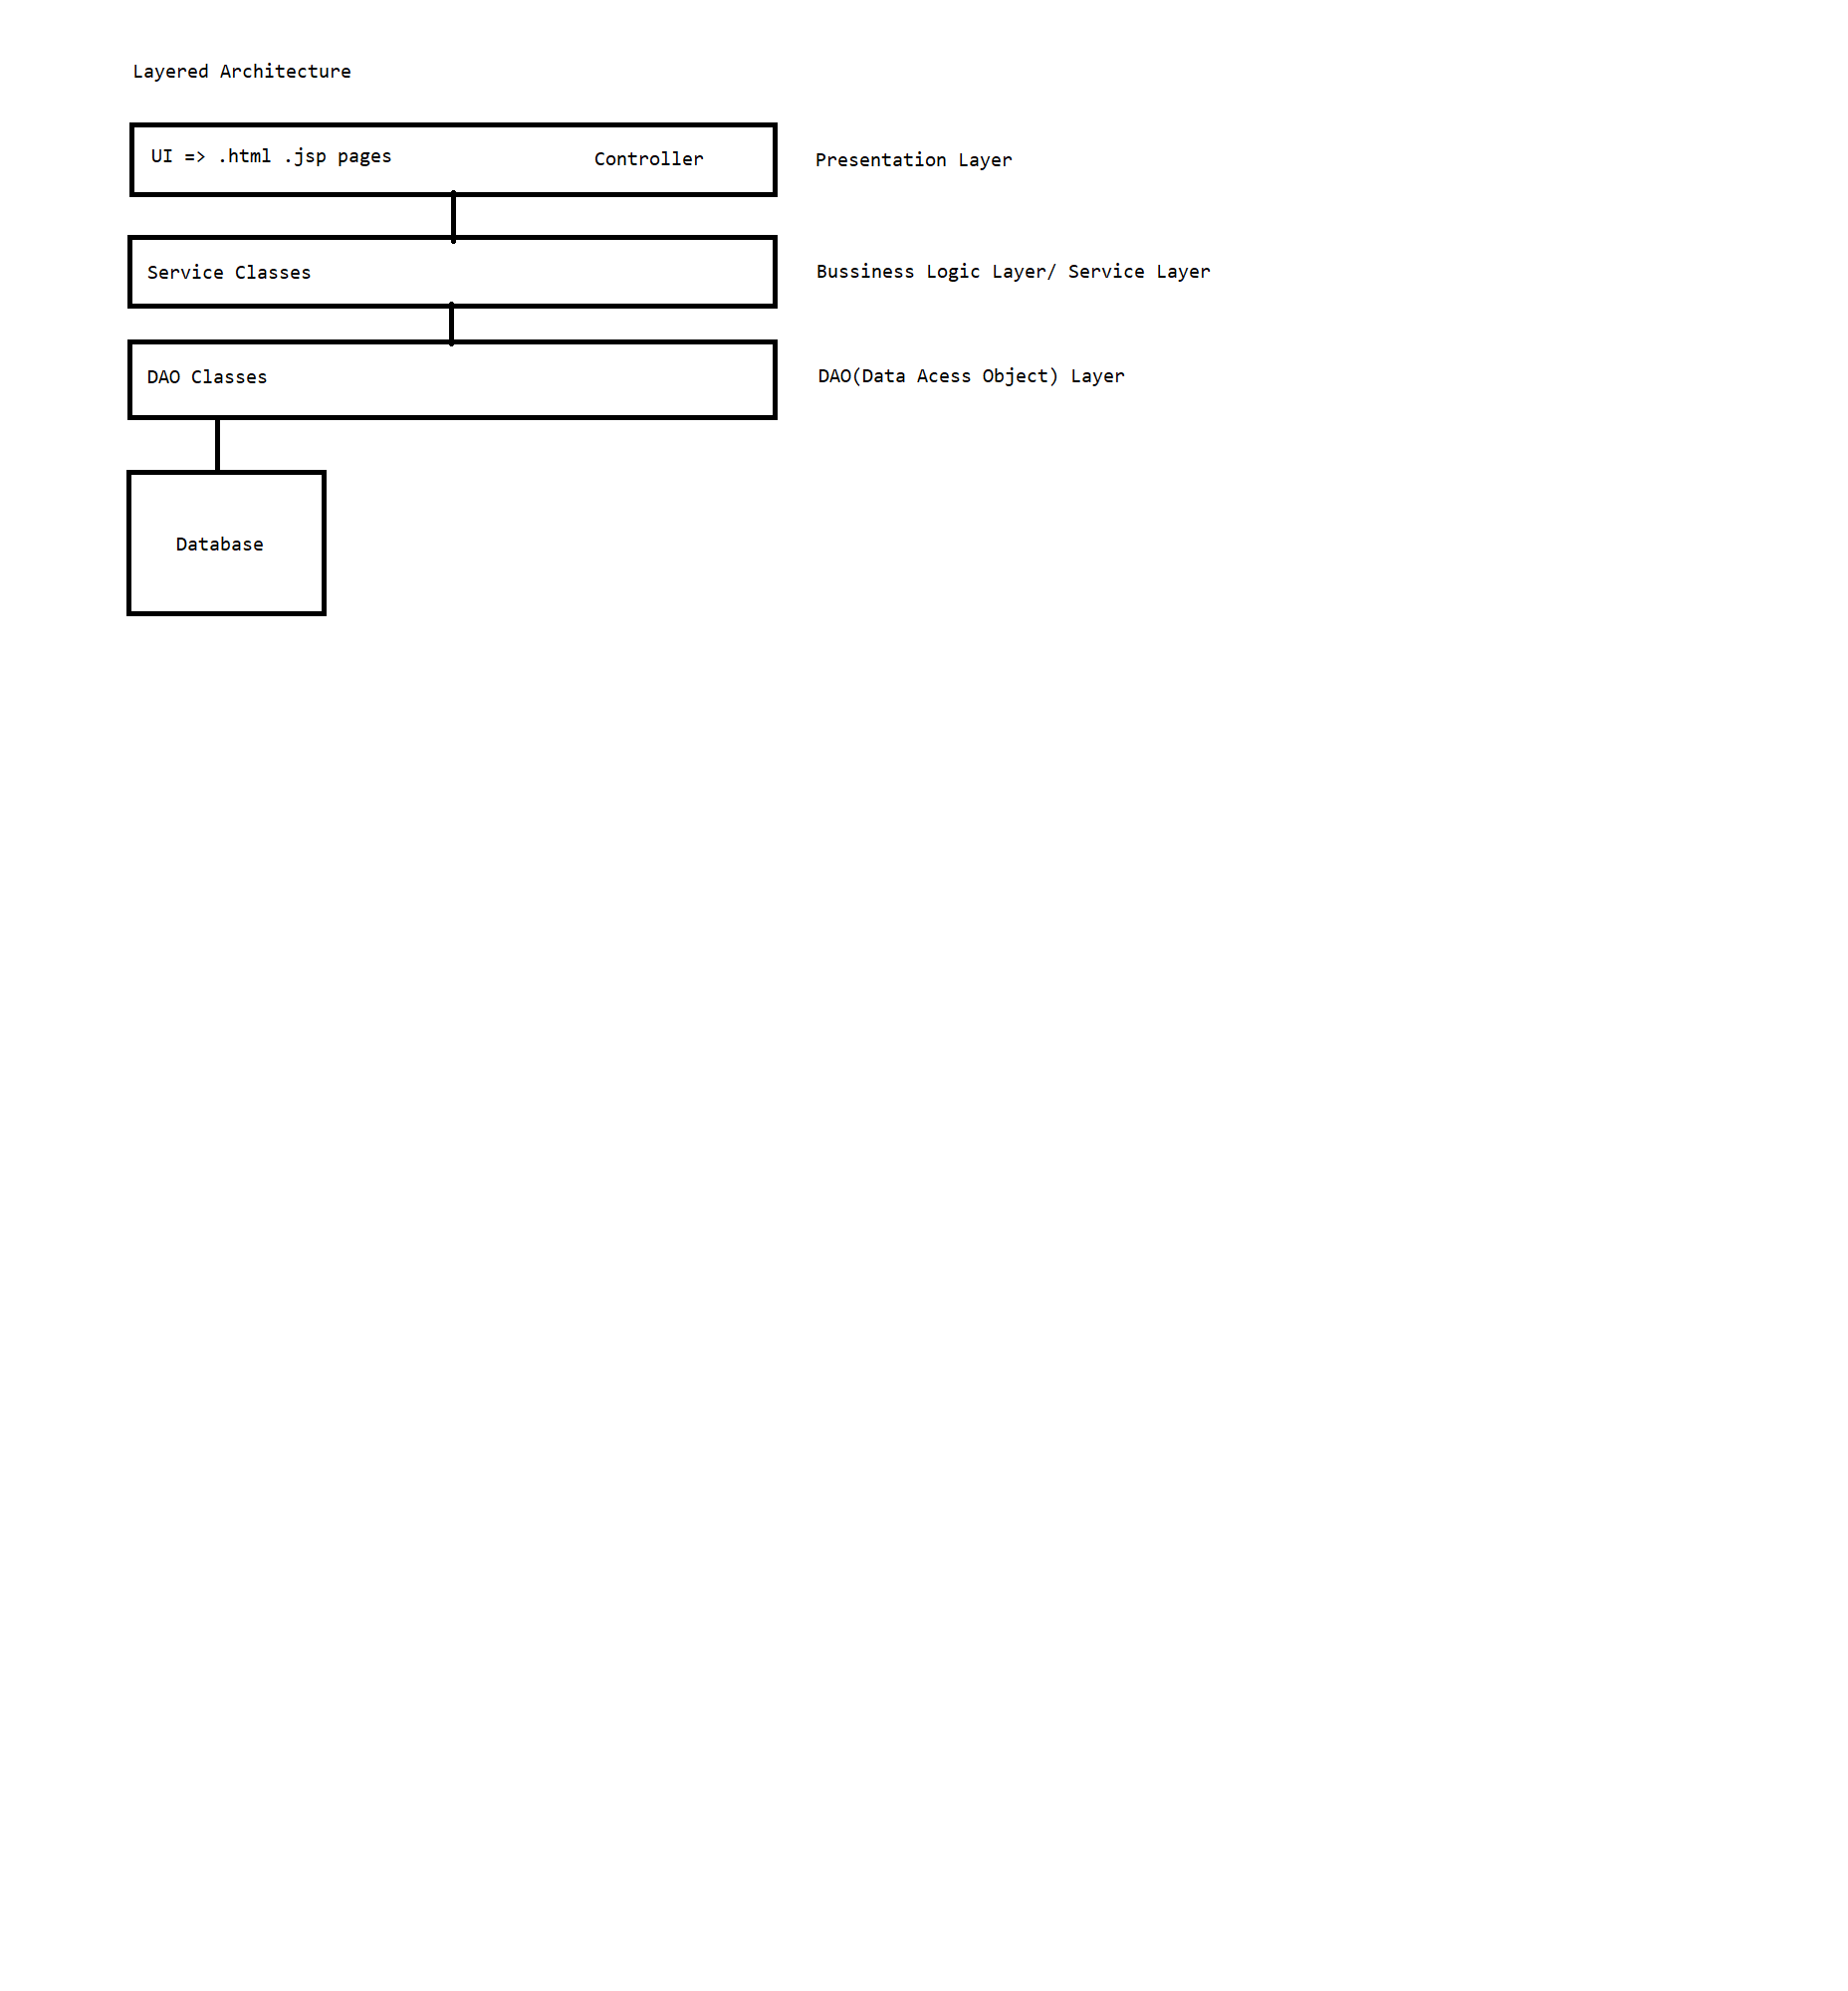 Layered Architecture
UI => .html .jsp pages Controller Presentation Layer
Service Classes Bussiness Logic Layer/ Service Layer
DAO Classes DAO(Data Acess Object) Layer
Database